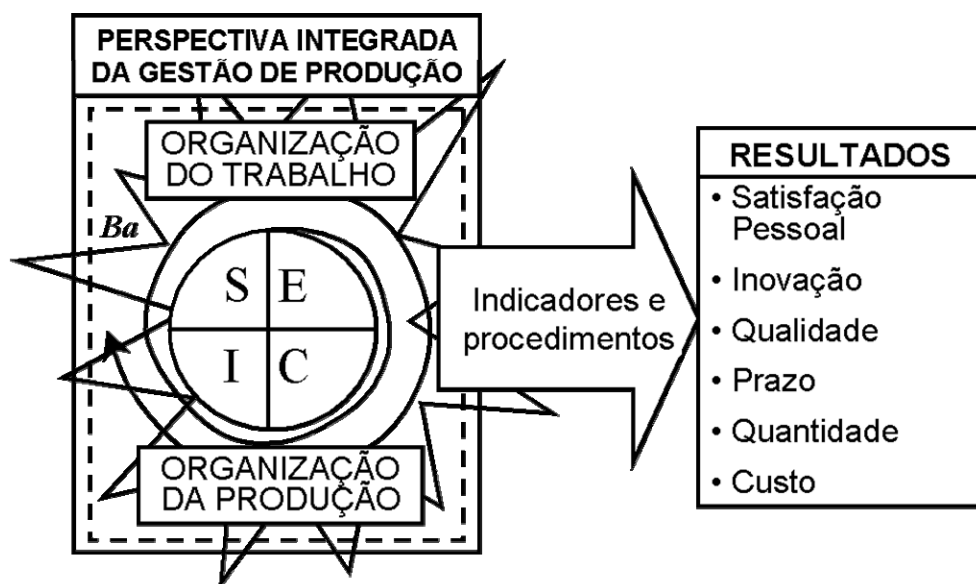 PERSPECTIVA INTEGRADA
DA GESTÃO DE PRODUÇÃO
ORGANIZAÇÃO
DO TRABALHO
Ba
S E
I C
ORGANIZAÇÃO
DA PRODUÇÃO
Indicadores e
procedimentos
RESULTADOS
• Satisfação
Pessoal
• Inovação
• Qualidade
• Prazo
• Quantidade
• Custo